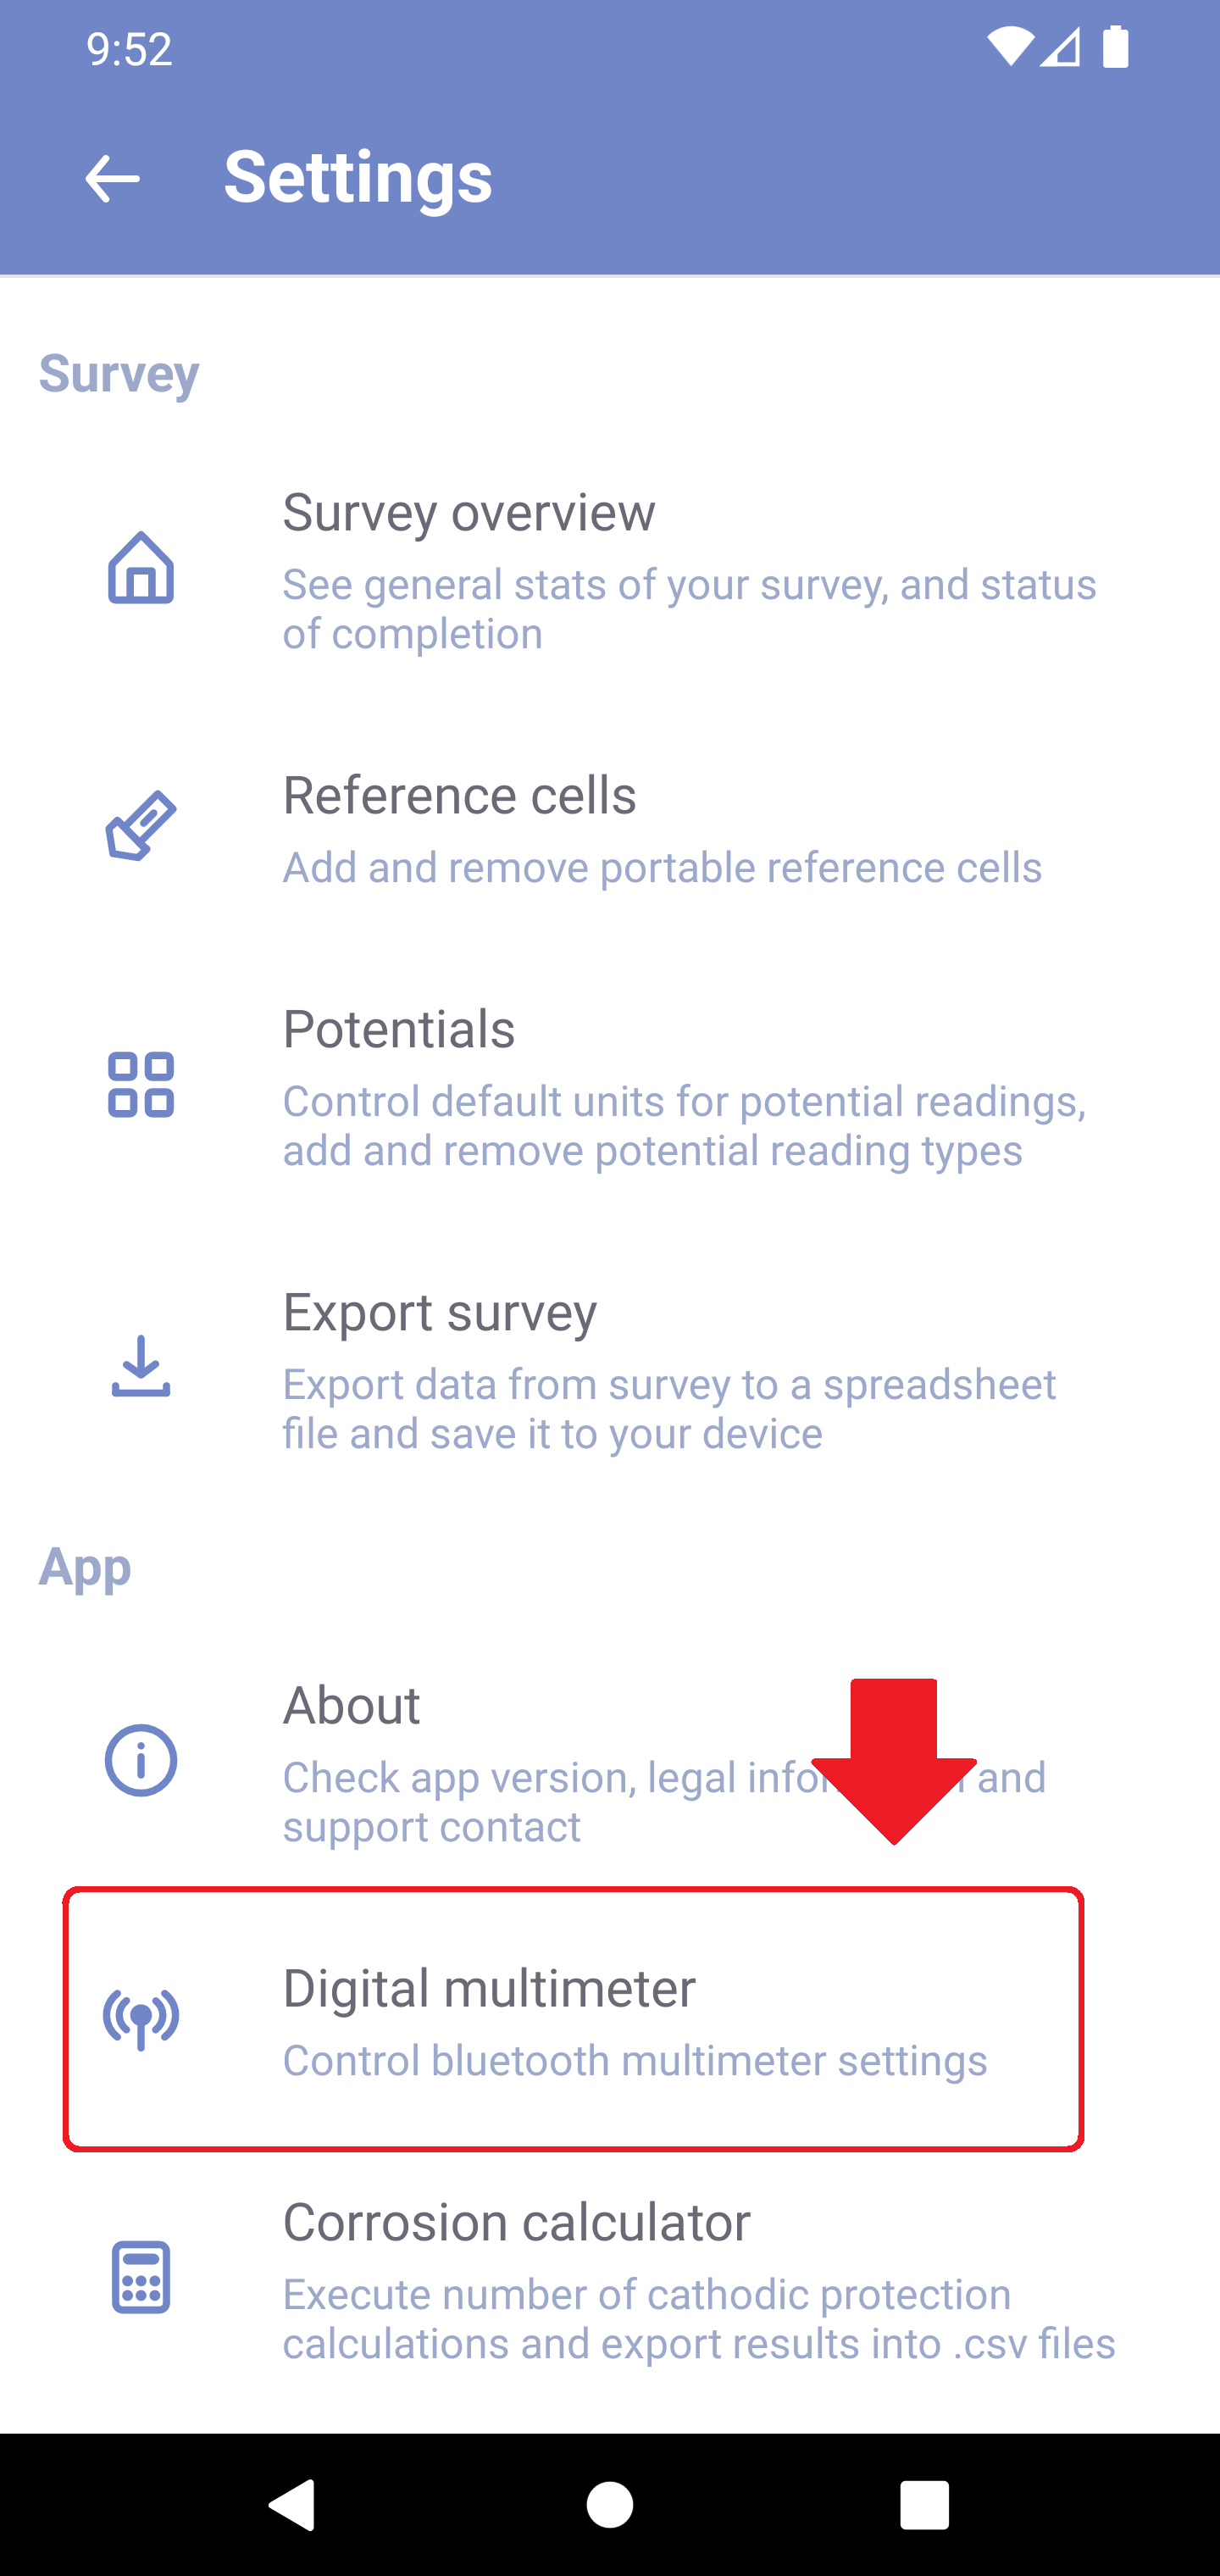 9:52
Settings
Survey
Survey overview
See general stats of your survey, and status
of completion
Reference cells
Add and remove portable reference cells
Potentials
Control default units for potential readings,
add and remove potential reading types
Export survey
Export data from survey to a spreadsheet
file and save it to your device
App
About
Check app version, legal and
support contact
Digital multimeter
Control bluetooth multimeter settings
Corrosion calculator
Execute number of cathodic protection
calculations and export results into .csv files